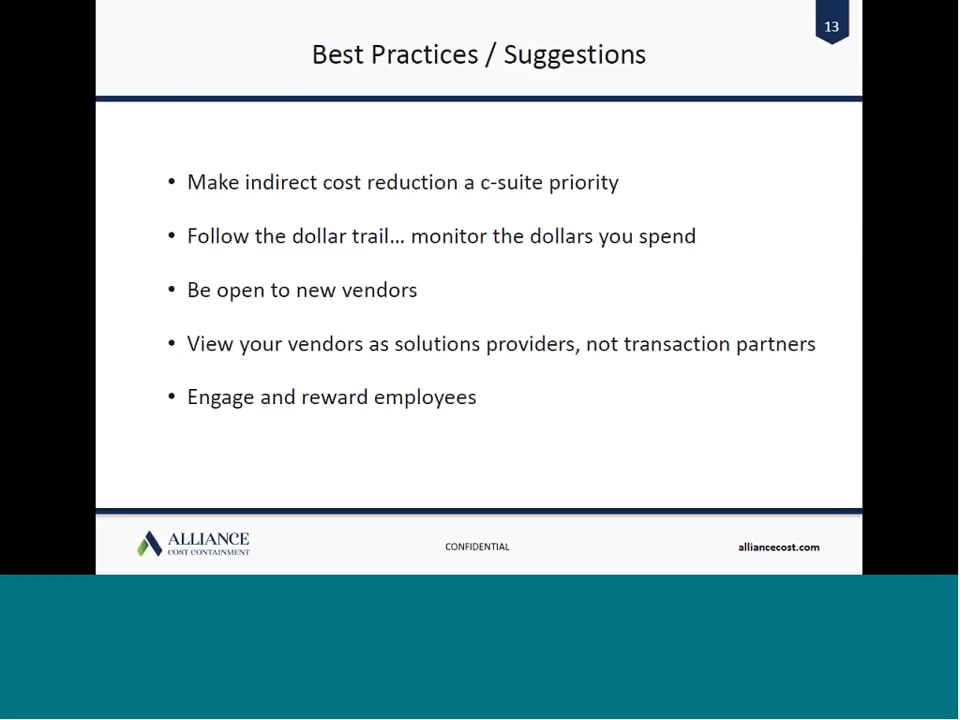 13
Best Practices / Suggestions
• Make indirect cost reduction a c-suite priority
• Follow the dollar trail... monitor the dollars you spend
• Be open to new vendors
• View your vendors as solutions providers, not transaction partners
• Engage and reward employees
ALLIANCE
COST CONTAINMENT
CONFIDENTIAL
alliancecost.com